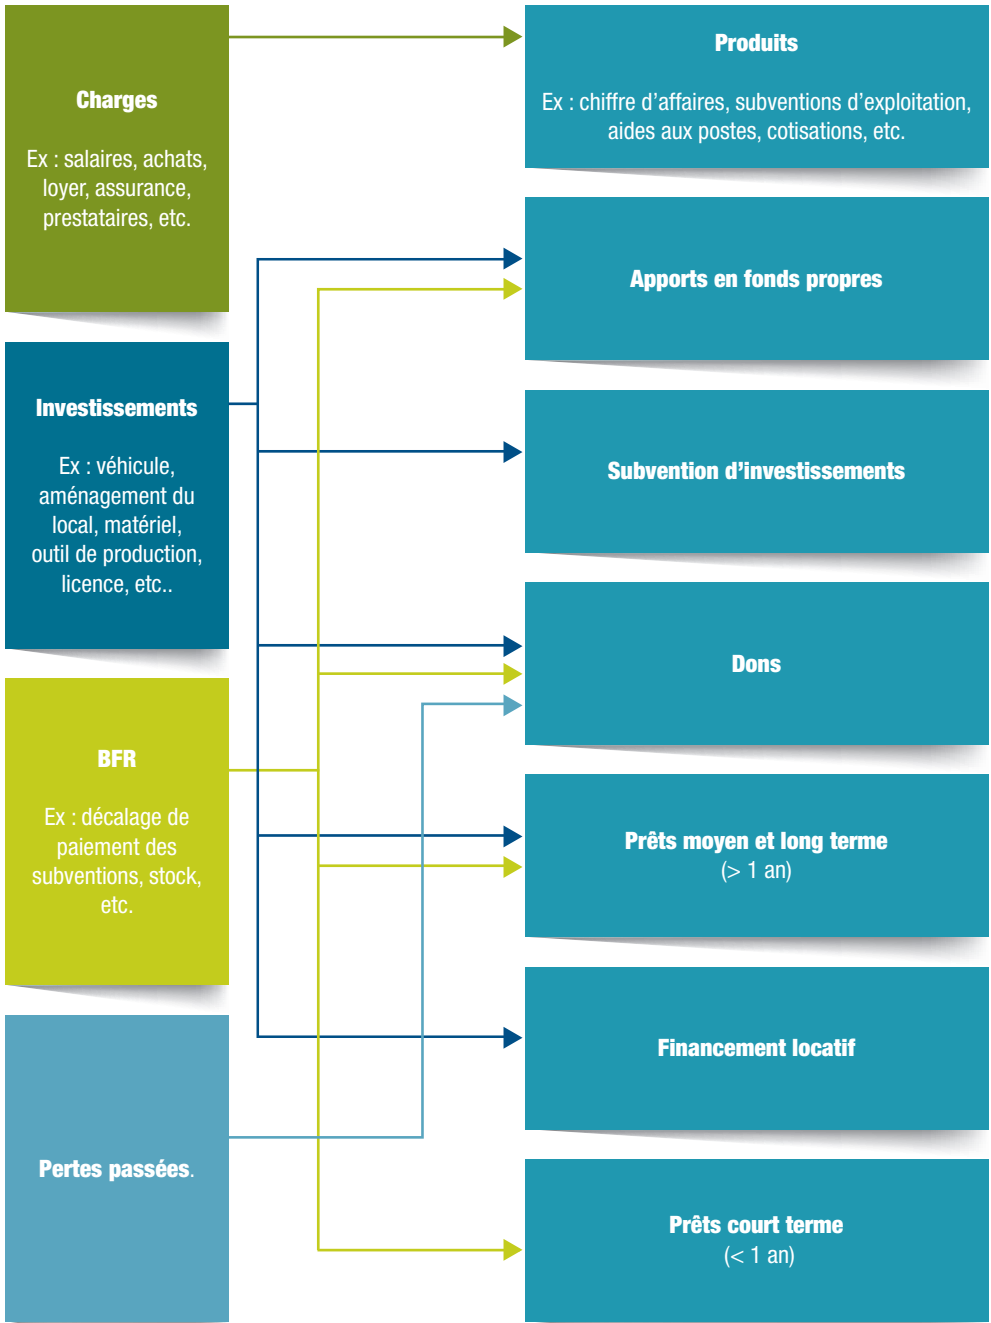 Charges
Ex : salaires, achats,
loyer, assurance,
prestataires, etc.
Investissements
Ex : véhicule,
aménagement du
local, matériel,
outil de production,
licence, etc..
BFR
Ex : décalage de
paiement des
subventions, stock,
etc.
Pertes passées.
Produits
Ex : chiffre d’affaires, subventions d’exploitation,
aides aux postes, cotisations, etc.
Apports en fonds propres
Subvention d’investissements
Dons
Prêts moyen et long terme
(> 1 an)
Financement locatif
Prêts court terme
(< 1 an)